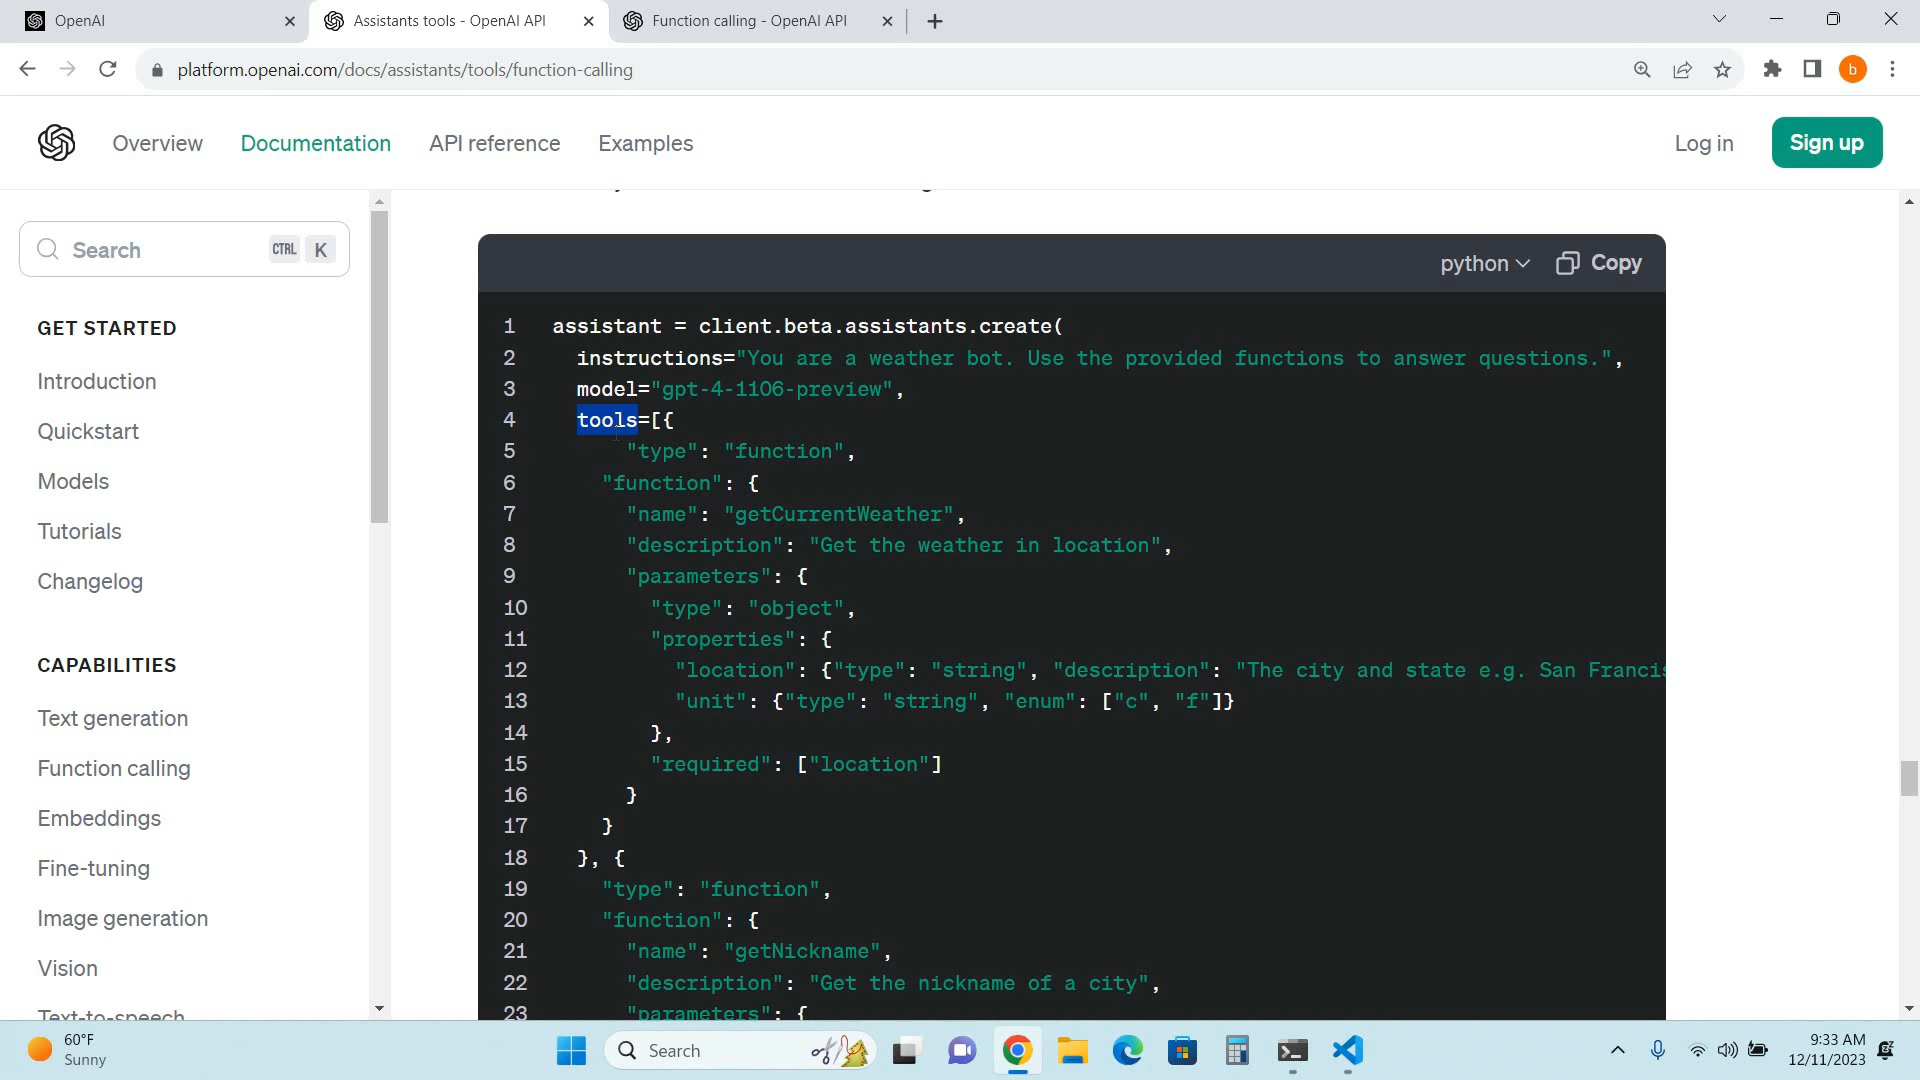 OpenAI
Assistants tools - OpenAI API
Function calling - OpenAI API
platform.openai.com/docs/assistants/tools/function-calling
b
Overview
Documentation
API reference
Examples
Log in
Sign up
Search
CTRL K
GET STARTED
Introduction
Quickstart
Models
Tutorials
Changelog
CAPABILITIES
Text generation
Function calling
Embeddings
Fine-tuning
Image generation
Vision
Text-to-speech
python
Copy
1 assistant = client.beta.assistants.create(
2 instructions="You are a weather bot. Use the provided functions to answer questions.",
3 model="gpt-4-1106-preview",
4 tools=[{
5 "type": "function",
6 "function": {
7 "name": "getCurrentWeather",
8 "description": "Get the weather in location",
9 "parameters": {
10 "type": "object",
11 "properties": {
12 "location": {"type": "string", "description": "The city and state e.g. San Francis
13 "unit": {"type": "string", "enum": ["c", "f"]}
14 },
15 "required": ["location"]
16 }
17 }
18 }, {
19 "type": "function",
20 "function": {
21 "name": "getNickname",
22 "description": "Get the nickname of a city",
23 "parameters": {
60°F
Sunny
Search
9:33 AM
12/11/2023